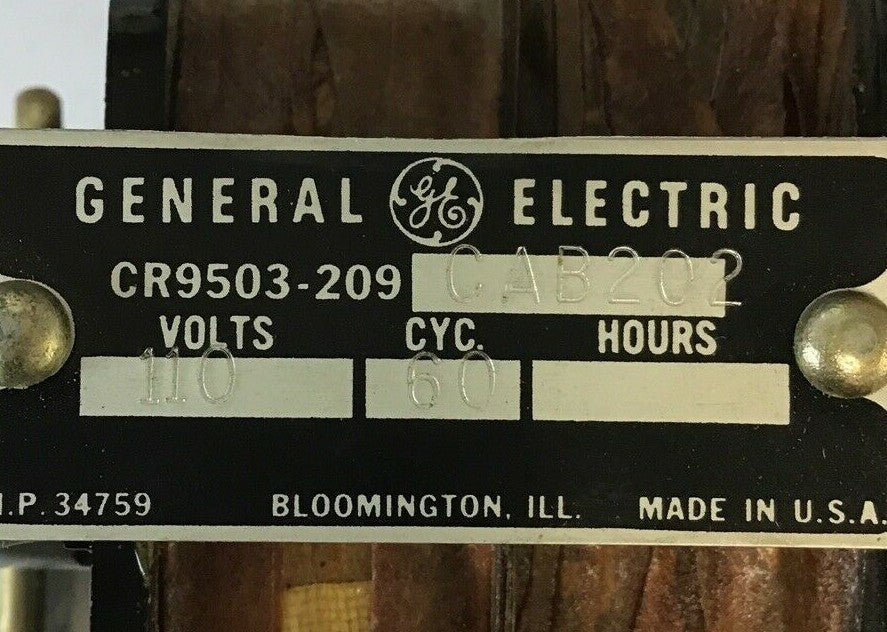 GENERAL GE ELECTRIC
CR9503-209 CAB202
VOLTS CYC. HOURS
110 60
.P. 34759 BLOOMINGTON, ILL. MADE IN U.S.A.